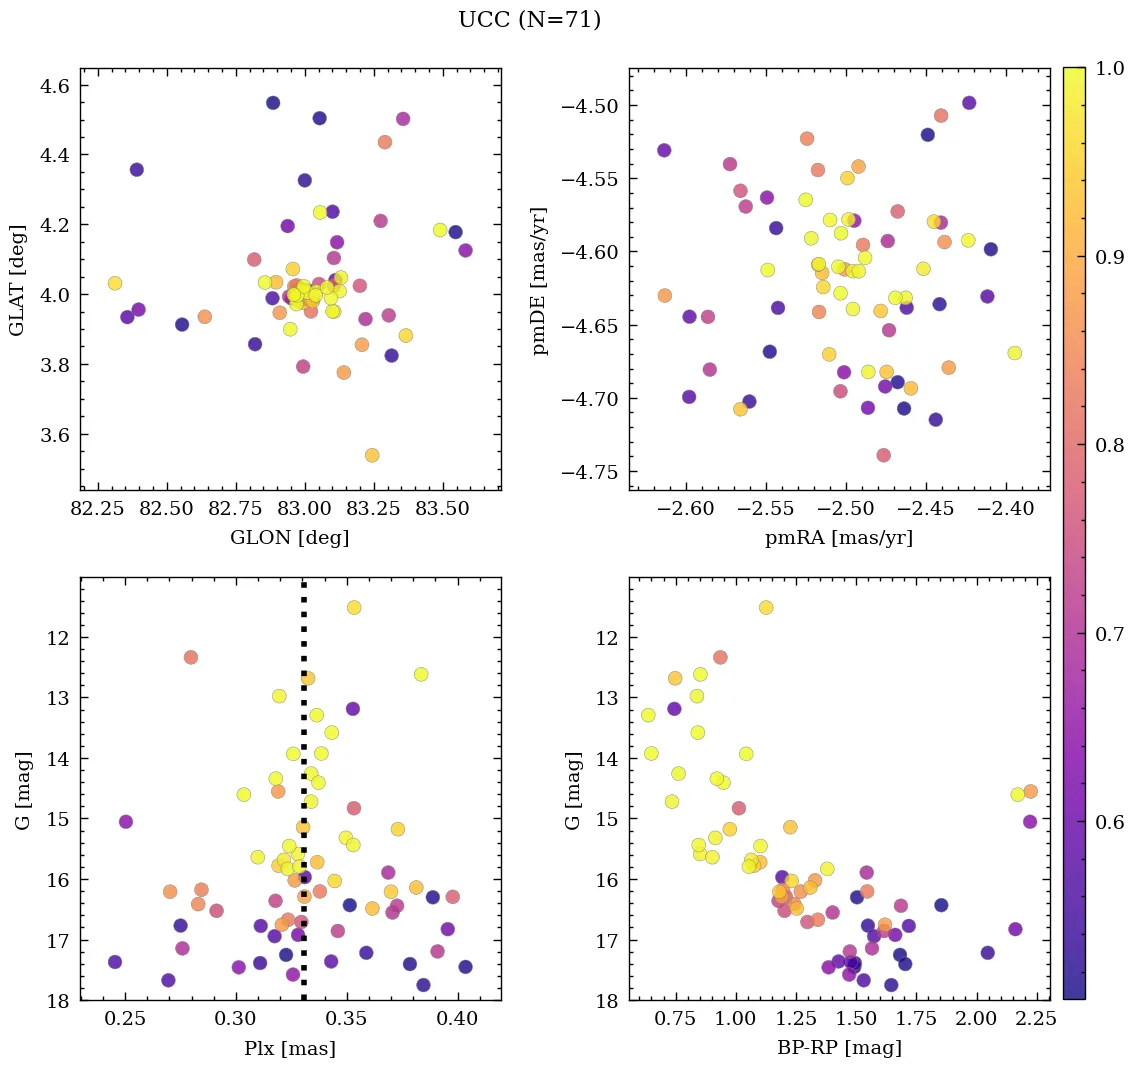 UCC (N=71)
4.6
4.4
4.2
4.0
3.8
3.6
GLAT [deg]
82.25 82.50 82.75 83.00 83.25 83.50
GLON [deg]
−4.50
−4.55
−4.60
−4.65
−4.70
−4.75
pmDE [mas/yr]
−2.60 −2.55 −2.50 −2.45 −2.40
pmRA [mas/yr]
12
13
14
15
16
17
18
G [mag]
0.25 0.30 0.35 0.40
Plx [mas]
12
13
14
15
16
17
18
G [mag]
0.75 1.00 1.25 1.50 1.75 2.00 2.25
BP-RP [mag]
1.0
0.9
0.8
0.7
0.6